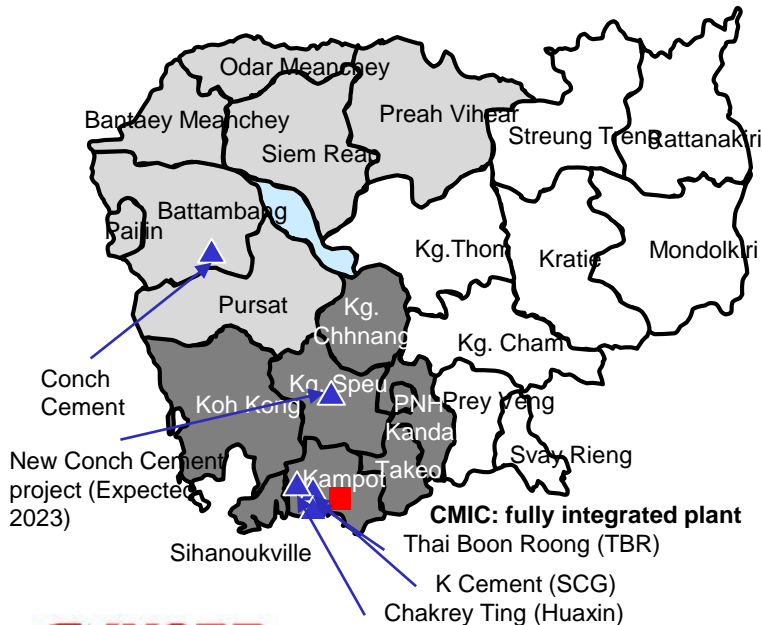 Odar Meanchey
Bantaey Meanchey
Preah Vihear
Siem Reap
Streung Treng
Rattanakiri
Battambang
Pailin
Kg.Thom
Kratie
Mondolkiri
Pursat
Kg.
Chhnang
Kg. Cham
Conch
Cement
Koh Kong
Kg. Speu
PNH
Prey Veng
Kandal
Svay Rieng
New Conch Cement
project (Expected
2023)
Kampot
Takeo
CMIC: fully integrated plant
Sihanoukville
Thai Boon Roong (TBR)
K Cement (SCG)
Chakrey Ting (Huaxin)